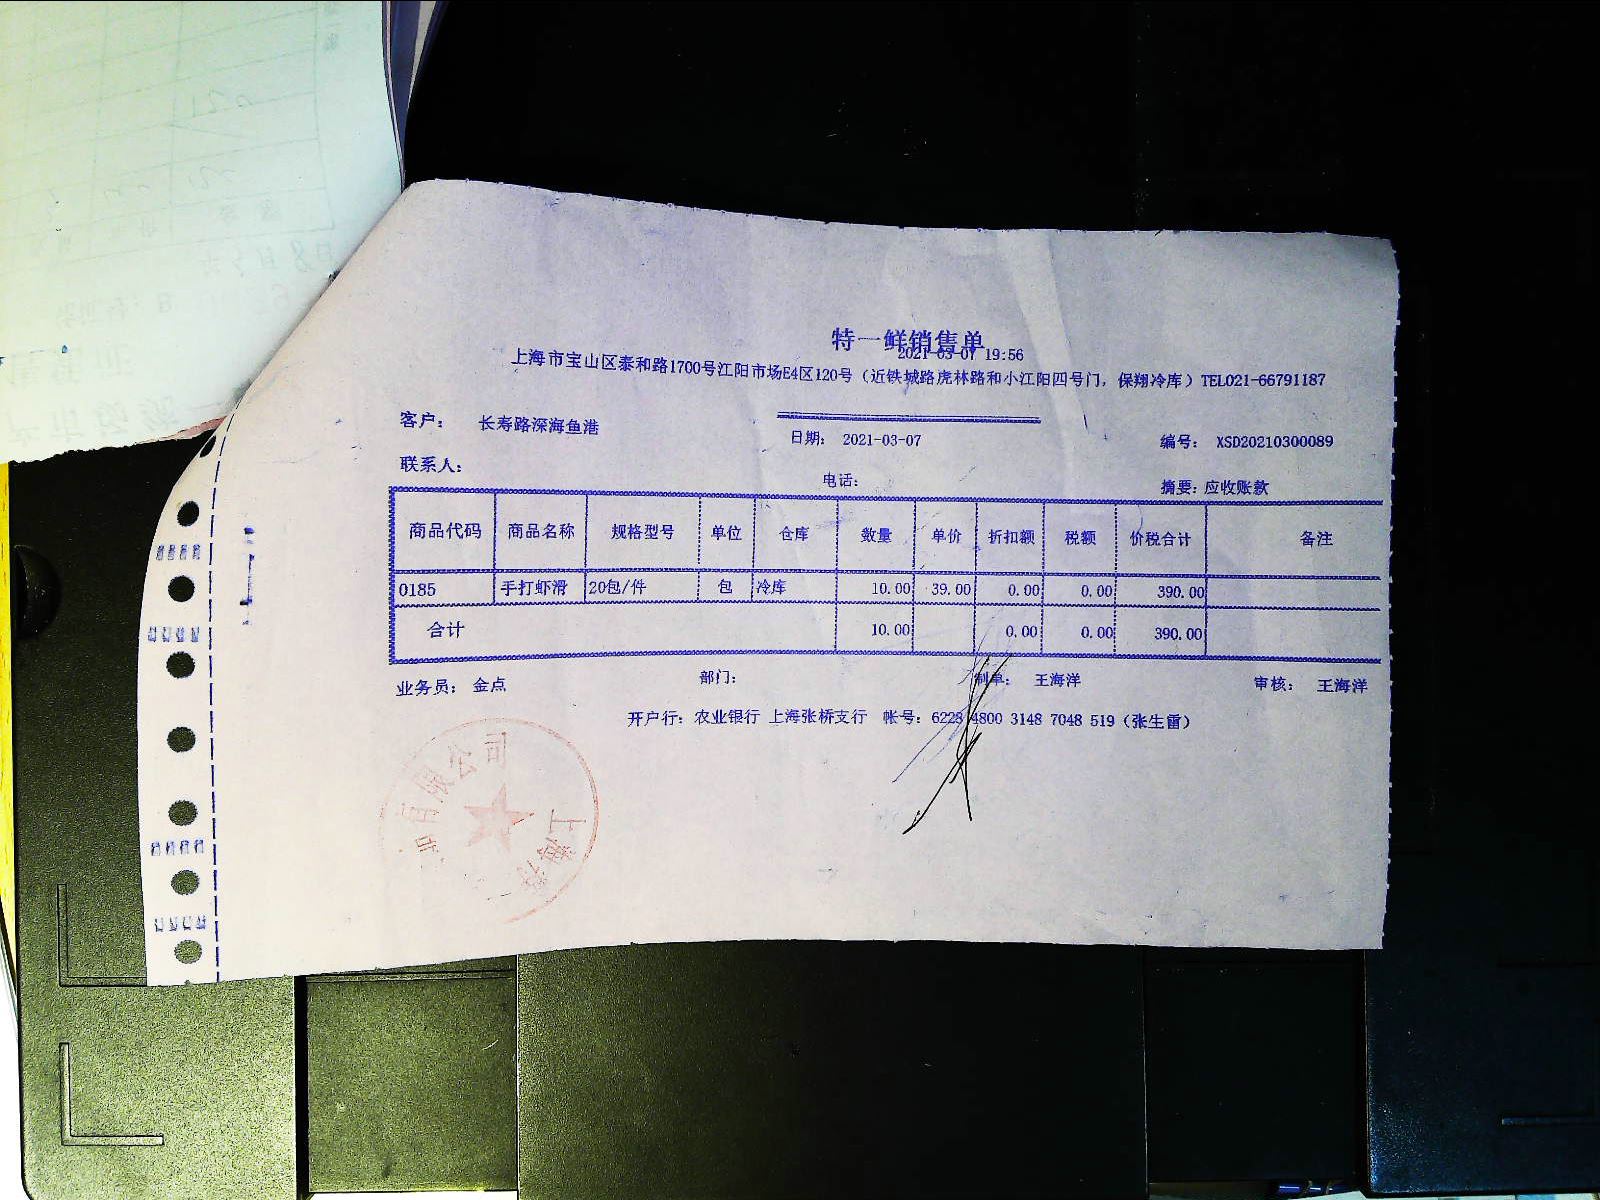 特一鲜销售单
2021-03-07 19:56
上海市宝山区泰和路1700号江阳市场E4区120号（近铁城路虎林路和小江阳四号门，保翔冷库）TEL021-66791187
客户： 长寿路深海鱼港 日期： 2021-03-07 编号： XSD20210300089
联系人： 电话： 摘要：应收账款
商品代码 商品名称 规格型号 单位 仓库 数量 单价 折扣额 税额 价税合计 备注
0185 手打虾滑 20包/件 包 冷库 10.00 39.00 0.00 0.00 390.00
合计 10.00 0.00 0.00 390.00
业务员： 金点 部门： 制单： 王海洋 审核： 王海洋
开户行：农业银行 上海张桥支行 帐号：6228 4800 3148 7048 519（张生雷）
上海特一
有限公司